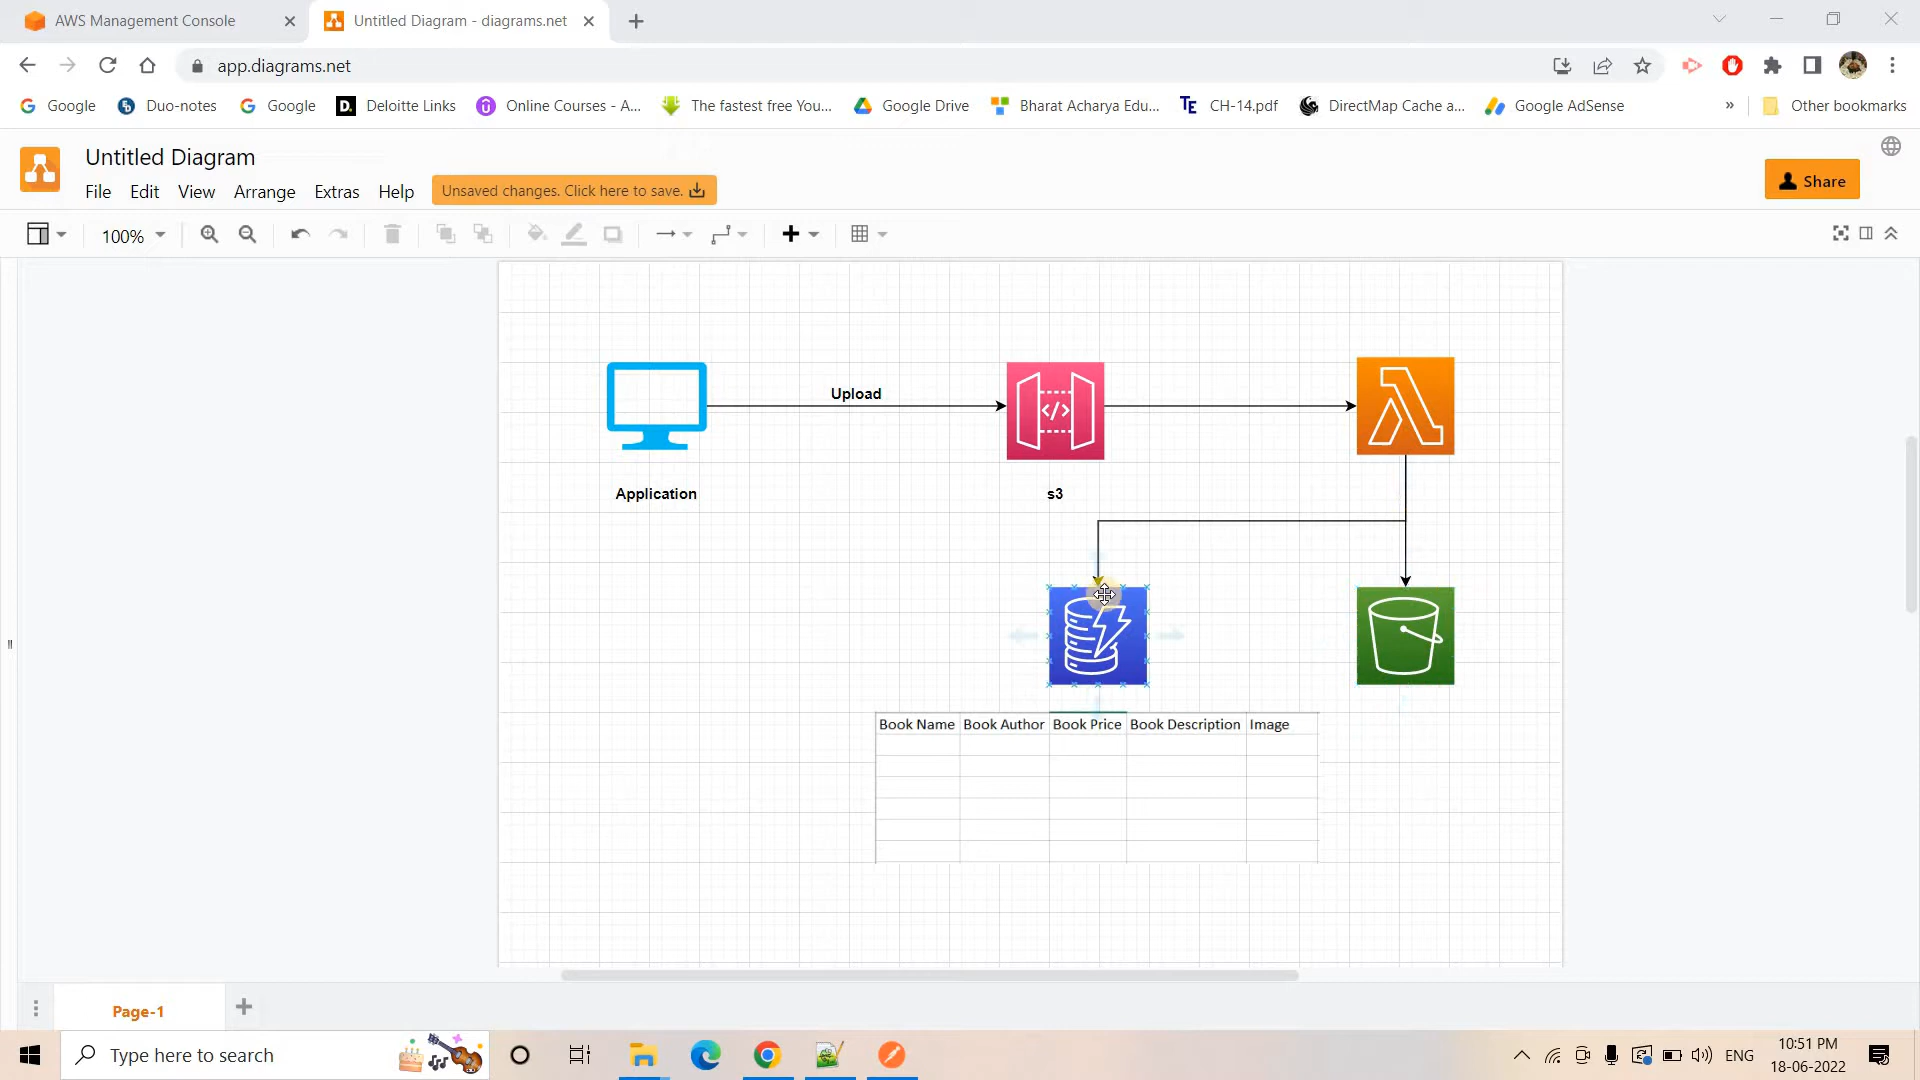 AWS Management Console
Untitled Diagram - diagrams.net
app.diagrams.net
Google
Duo-notes
Google
Deloitte Links
Online Courses - A...
The fastest free You...
Google Drive
Bharat Acharya Edu...
CH-14.pdf
DirectMap Cache a...
Google AdSense
»
Other bookmarks
Untitled Diagram
File Edit View Arrange Extras Help
Unsaved changes. Click here to save.
Share
100%
Upload
</>
Application
s3
Book Name Book Author Book Price Book Description Image
Page-1
Type here to search
ENG
10:51 PM
18-06-2022